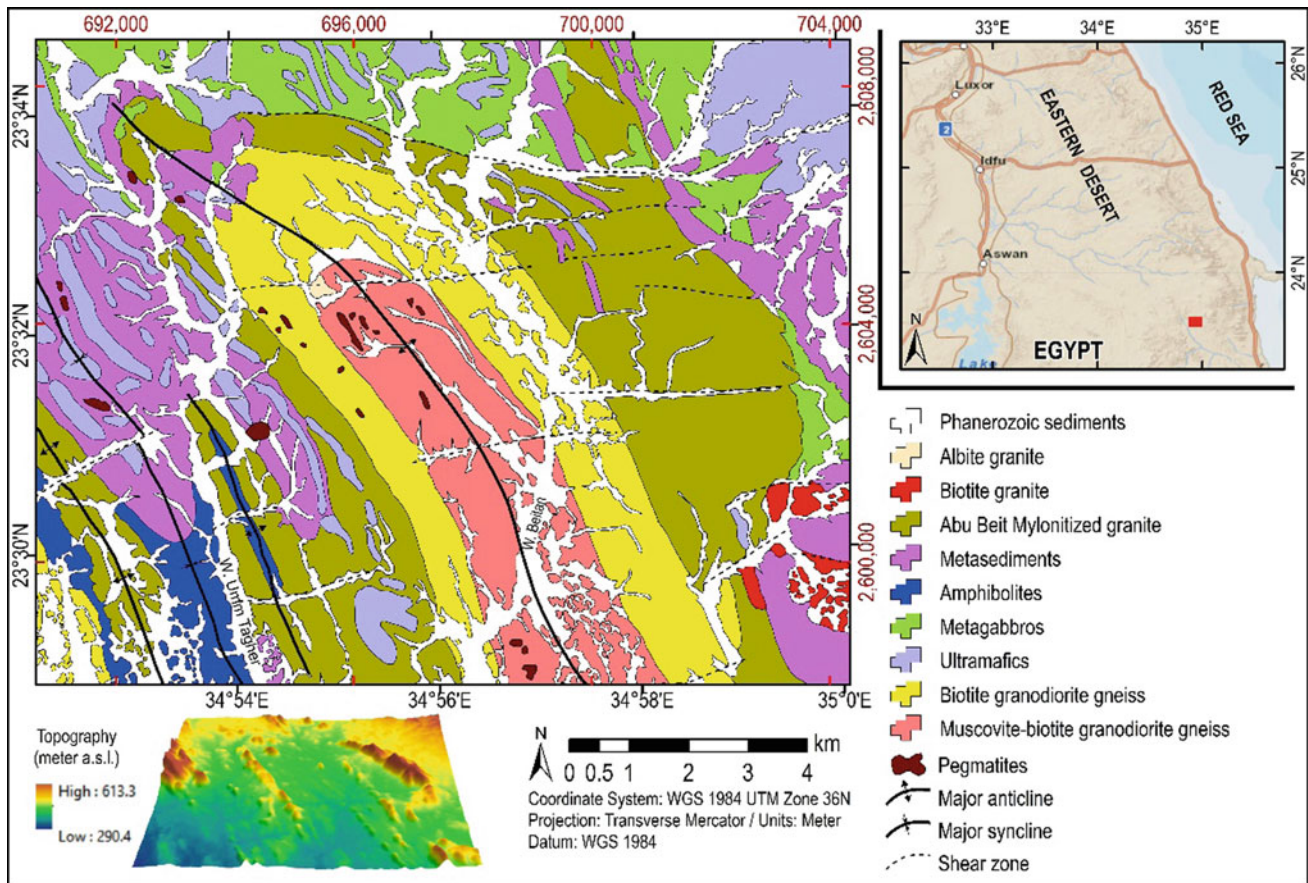 692,000
696,000
700,000
704,000
23°34'N
23°32'N
23°30'N
2,608,000
2,604,000
2,600,000
W. Beitan
W. Umm Tagher
34°54'E
34°56'E
34°58'E
35°0'E
33°E
34°E
35°E
26°N
25°N
24°N
Luxor
2
Idfu
Aswan
EASTERN DESERT
RED SEA
N
Lake
EGYPT
Phanerozoic sediments
Albite granite
Biotite granite
Abu Beit Mylonitized granite
Metasediments
Amphibolites
Metagabbros
Ultramafics
Biotite granodiorite gneiss
Muscovite-biotite granodiorite gneiss
Pegmatites
Major anticline
Major syncline
Shear zone
Topography
(meter a.s.l.)
High : 613.3
Low : 290.4
N
km
0 0.5 1 2 3 4
Coordinate System: WGS 1984 UTM Zone 36N
Projection: Transverse Mercator / Units: Meter
Datum: WGS 1984